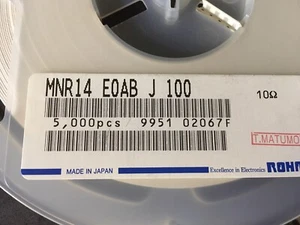 MNR14 E0AB J 100
10Ω
5,000pcs 9951 02067F
T.MATUMO
MADE IN JAPAN
Excellence in Electronics
ROHM